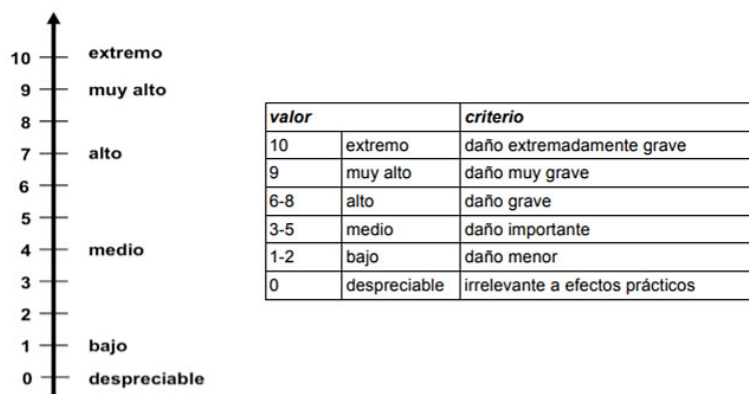 10 extremo
9 muy alto
8
7 alto
6
5
4 medio
3
2
1 bajo
0 despreciable
valor criterio
10 extremo daño extremadamente grave
9 muy alto daño muy grave
6-8 alto daño grave
3-5 medio daño importante
1-2 bajo daño menor
0 despreciable irrelevante a efectos prácticos